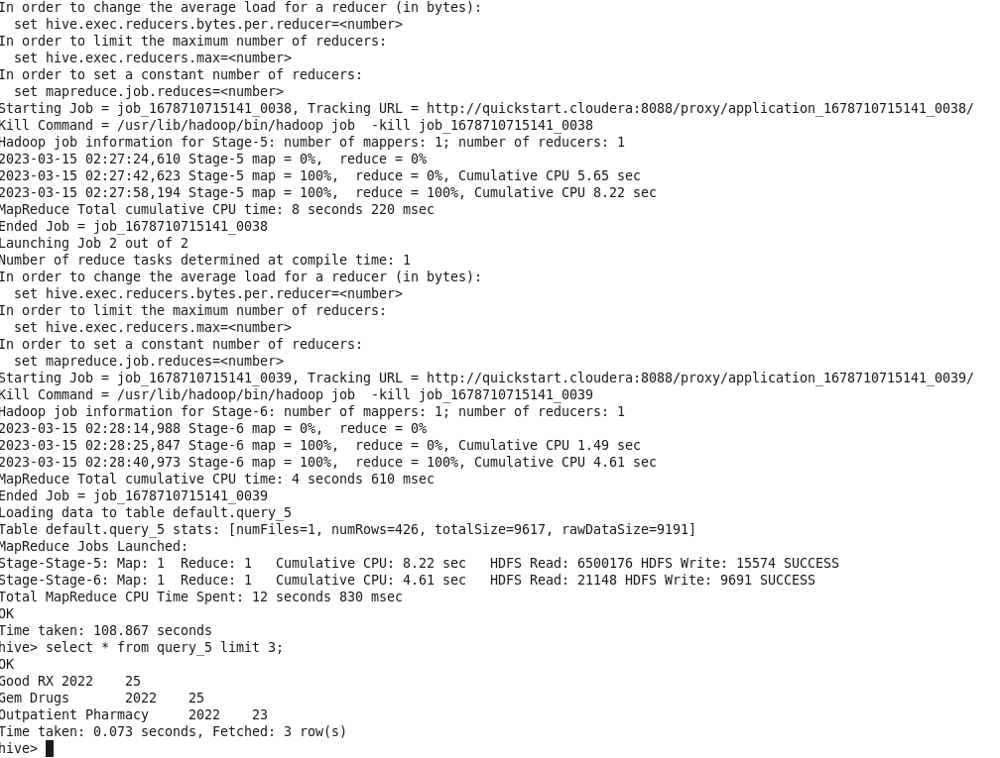 In order to change the average load for a reducer (in bytes):
  set hive.exec.reducers.bytes.per.reducer=<number>
In order to limit the maximum number of reducers:
  set hive.exec.reducers.max=<number>
In order to set a constant number of reducers:
  set mapreduce.job.reduces=<number>
Starting Job = job_1678710715141_0038, Tracking URL = http://quickstart.cloudera:8088/proxy/application_1678710715141_0038/
Kill Command = /usr/lib/hadoop/bin/hadoop job  -kill job_1678710715141_0038
Hadoop job information for Stage-5: number of mappers: 1; number of reducers: 1
2023-03-15 02:27:24,610 Stage-5 map = 0%,  reduce = 0%
2023-03-15 02:27:42,623 Stage-5 map = 100%,  reduce = 0%, Cumulative CPU 5.65 sec
2023-03-15 02:27:58,194 Stage-5 map = 100%,  reduce = 100%, Cumulative CPU 8.22 sec
MapReduce Total cumulative CPU time: 8 seconds 220 msec
Ended Job = job_1678710715141_0038
Launching Job 2 out of 2
Number of reduce tasks determined at compile time: 1
In order to change the average load for a reducer (in bytes):
  set hive.exec.reducers.bytes.per.reducer=<number>
In order to limit the maximum number of reducers:
  set hive.exec.reducers.max=<number>
In order to set a constant number of reducers:
  set mapreduce.job.reduces=<number>
Starting Job = job_1678710715141_0039, Tracking URL = http://quickstart.cloudera:8088/proxy/application_1678710715141_0039/
Kill Command = /usr/lib/hadoop/bin/hadoop job  -kill job_1678710715141_0039
Hadoop job information for Stage-6: number of mappers: 1; number of reducers: 1
2023-03-15 02:28:14,988 Stage-6 map = 0%,  reduce = 0%
2023-03-15 02:28:25,847 Stage-6 map = 100%,  reduce = 0%, Cumulative CPU 1.49 sec
2023-03-15 02:28:40,973 Stage-6 map = 100%,  reduce = 100%, Cumulative CPU 4.61 sec
MapReduce Total cumulative CPU time: 4 seconds 610 msec
Ended Job = job_1678710715141_0039
Loading data to table default.query_5
Table default.query_5 stats: [numFiles=1, numRows=426, totalSize=9617, rawDataSize=9191]
MapReduce Jobs Launched:
Stage-Stage-5: Map: 1  Reduce: 1   Cumulative CPU: 8.22 sec   HDFS Read: 6500176 HDFS Write: 15574 SUCCESS
Stage-Stage-6: Map: 1  Reduce: 1   Cumulative CPU: 4.61 sec   HDFS Read: 21148 HDFS Write: 9691 SUCCESS
Total MapReduce CPU Time Spent: 12 seconds 830 msec
OK
Time taken: 108.867 seconds
hive> select * from query_5 limit 3;
OK
Good RX 2022    25
Gem Drugs       2022    25
Outpatient Pharmacy     2022    23
Time taken: 0.073 seconds, Fetched: 3 row(s)
hive>